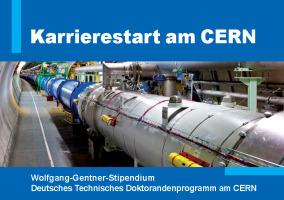 Karrierestart am CERN
Wolfgang-Gentner-Stipendium
Deutsches Technisches Doktorandenprogramm am CERN